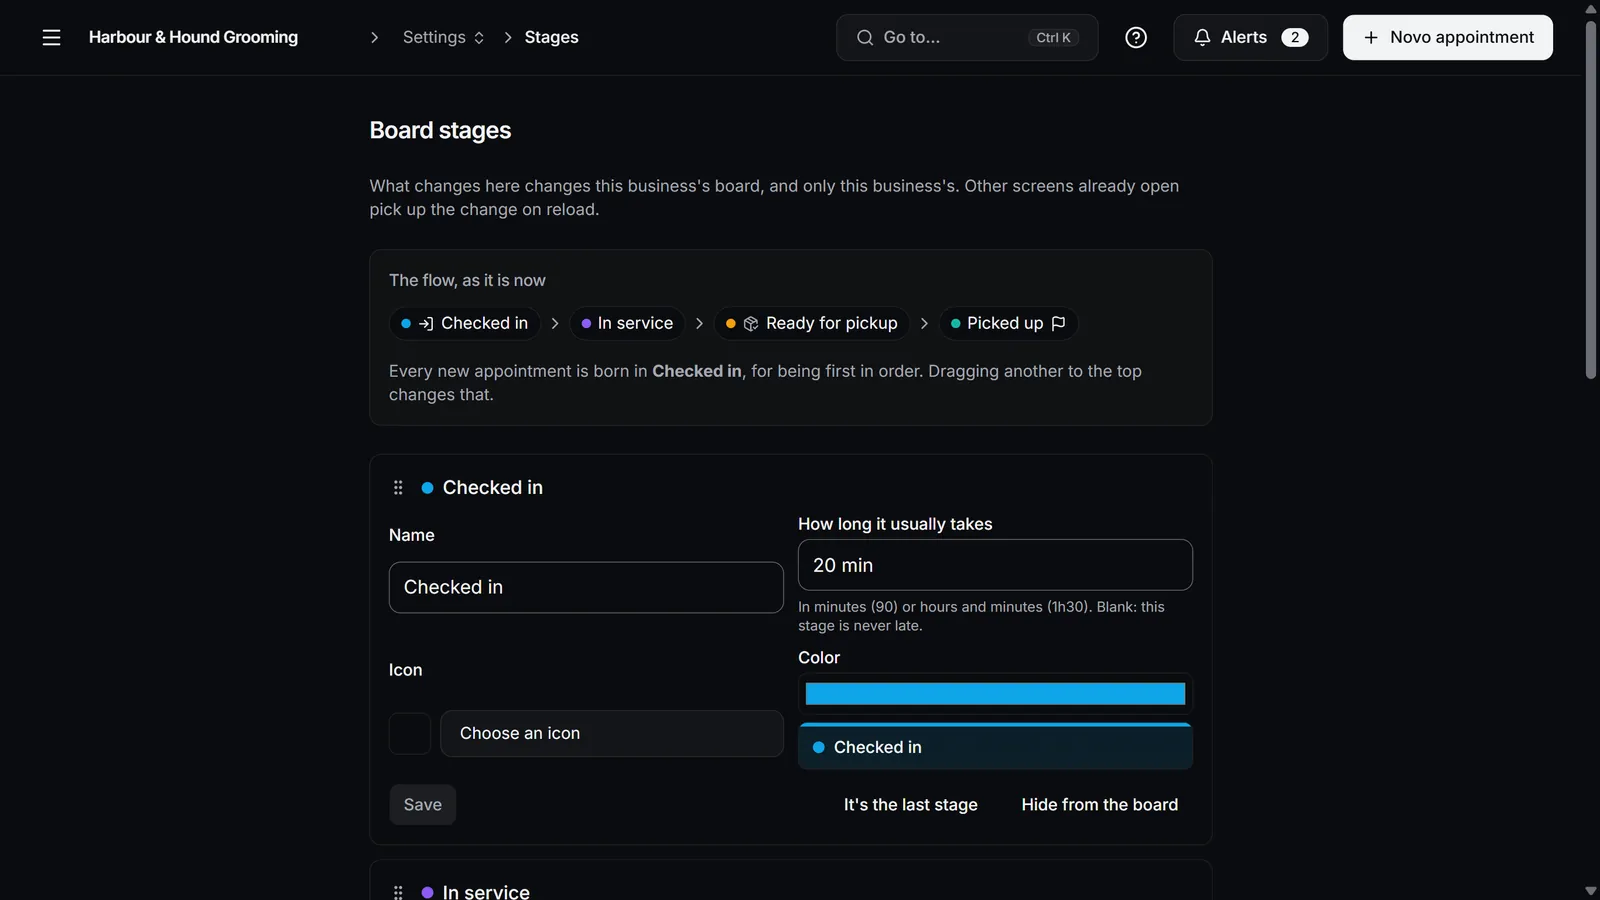 Harbour & Hound Grooming
Settings
Stages
Go to...
Ctrl K
Alerts 2
Novo appointment
Board stages
What changes here changes this business's board, and only this business's. Other screens already open
pick up the change on reload.
The flow, as it is now
Checked in
In service
Ready for pickup
Picked up
Every new appointment is born in Checked in, for being first in order. Dragging another to the top
changes that.
Checked in
Name
Checked in
How long it usually takes
20 min
In minutes (90) or hours and minutes (1h30). Blank: this
stage is never late.
Icon
Choose an icon
Color
Checked in
Save
It's the last stage
Hide from the board
In service